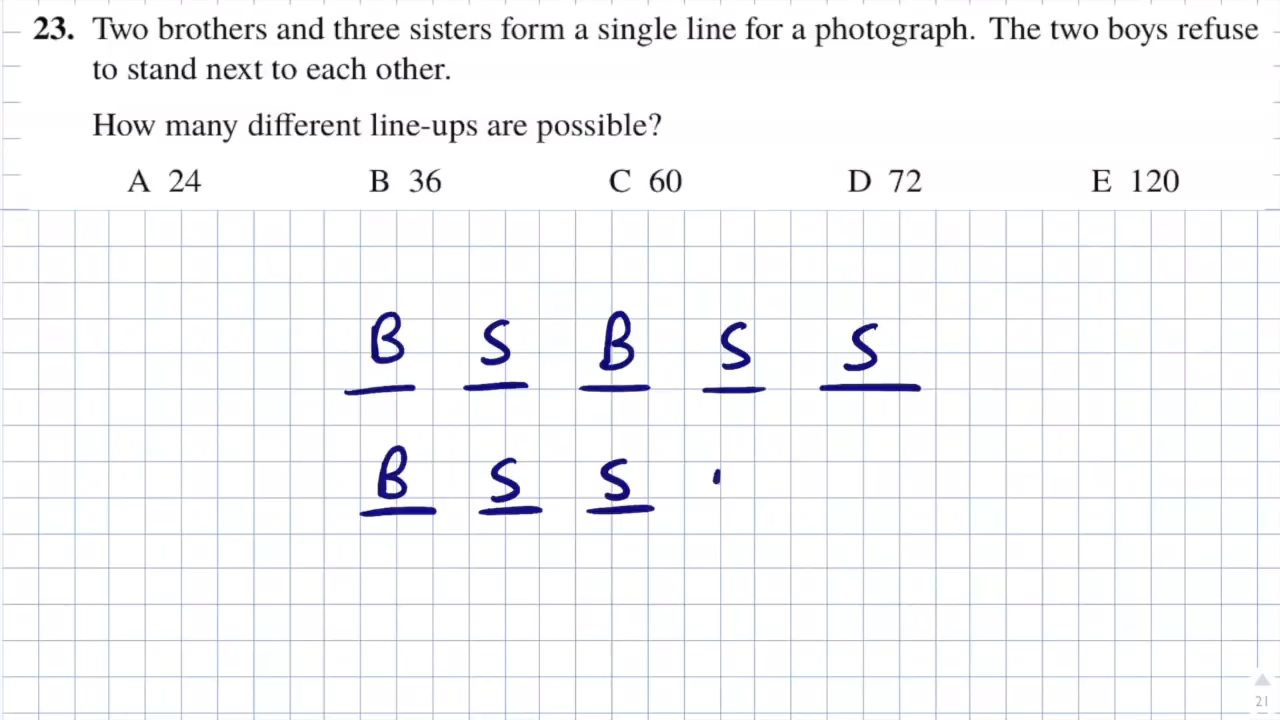 23. Two brothers and three sisters form a single line for a photograph. The two boys refuse
to stand next to each other.
How many different line-ups are possible?
A 24 B 36 C 60 D 72 E 120
B S B S S
B S S
21